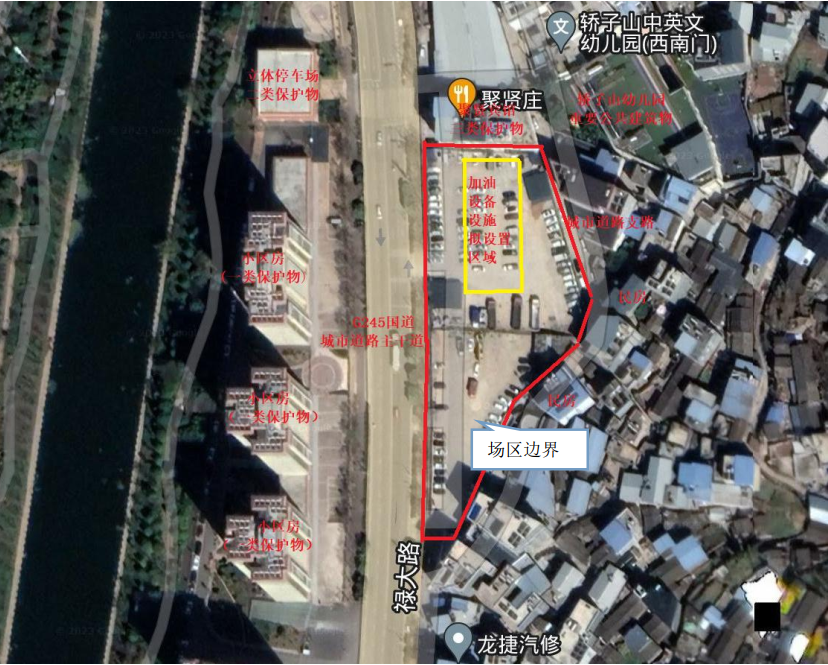 轿子山中英文
幼儿园(西南门)
立体停车场
二类保护物
聚贤庄
聚贤宾馆
三类保护物
轿子山幼儿园
重要公共建筑物
加油
设备
设施
拟设置
区域
城市道路支路
小区房
(一类保护物)
民房
G245国道
城市道路主干道
小区房
(一类保护物)
民房
场区边界
小区房
(一类保护物)
禄大路
龙捷汽修